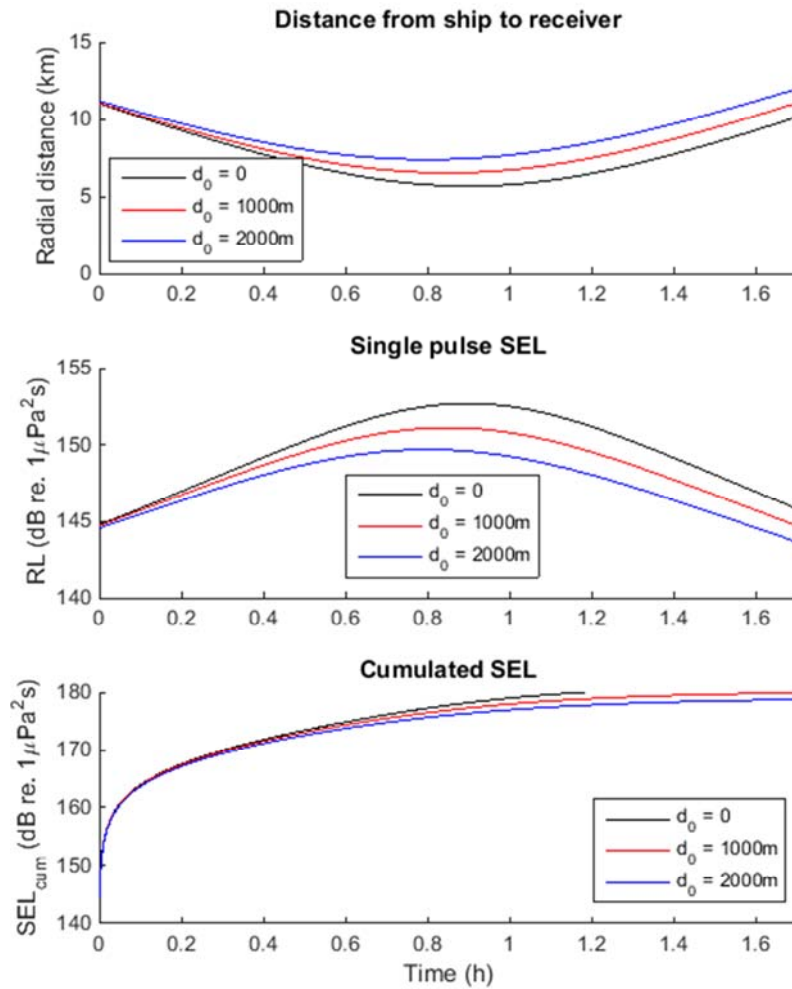 Distance from ship to receiver
Radial distance (km)
15
10
5
0
d₀ = 0
d₀ = 1000m
d₀ = 2000m
0 0.2 0.4 0.6 0.8 1 1.2 1.4 1.6
Single pulse SEL
RL (dB re. 1μPa²s)
155
150
145
140
d₀ = 0
d₀ = 1000m
d₀ = 2000m
0 0.2 0.4 0.6 0.8 1 1.2 1.4 1.6
Cumulated SEL
SEL_cum (dB re. 1μPa²s)
180
170
160
150
140
d₀ = 0
d₀ = 1000m
d₀ = 2000m
0 0.2 0.4 0.6 0.8 1 1.2 1.4 1.6
Time (h)